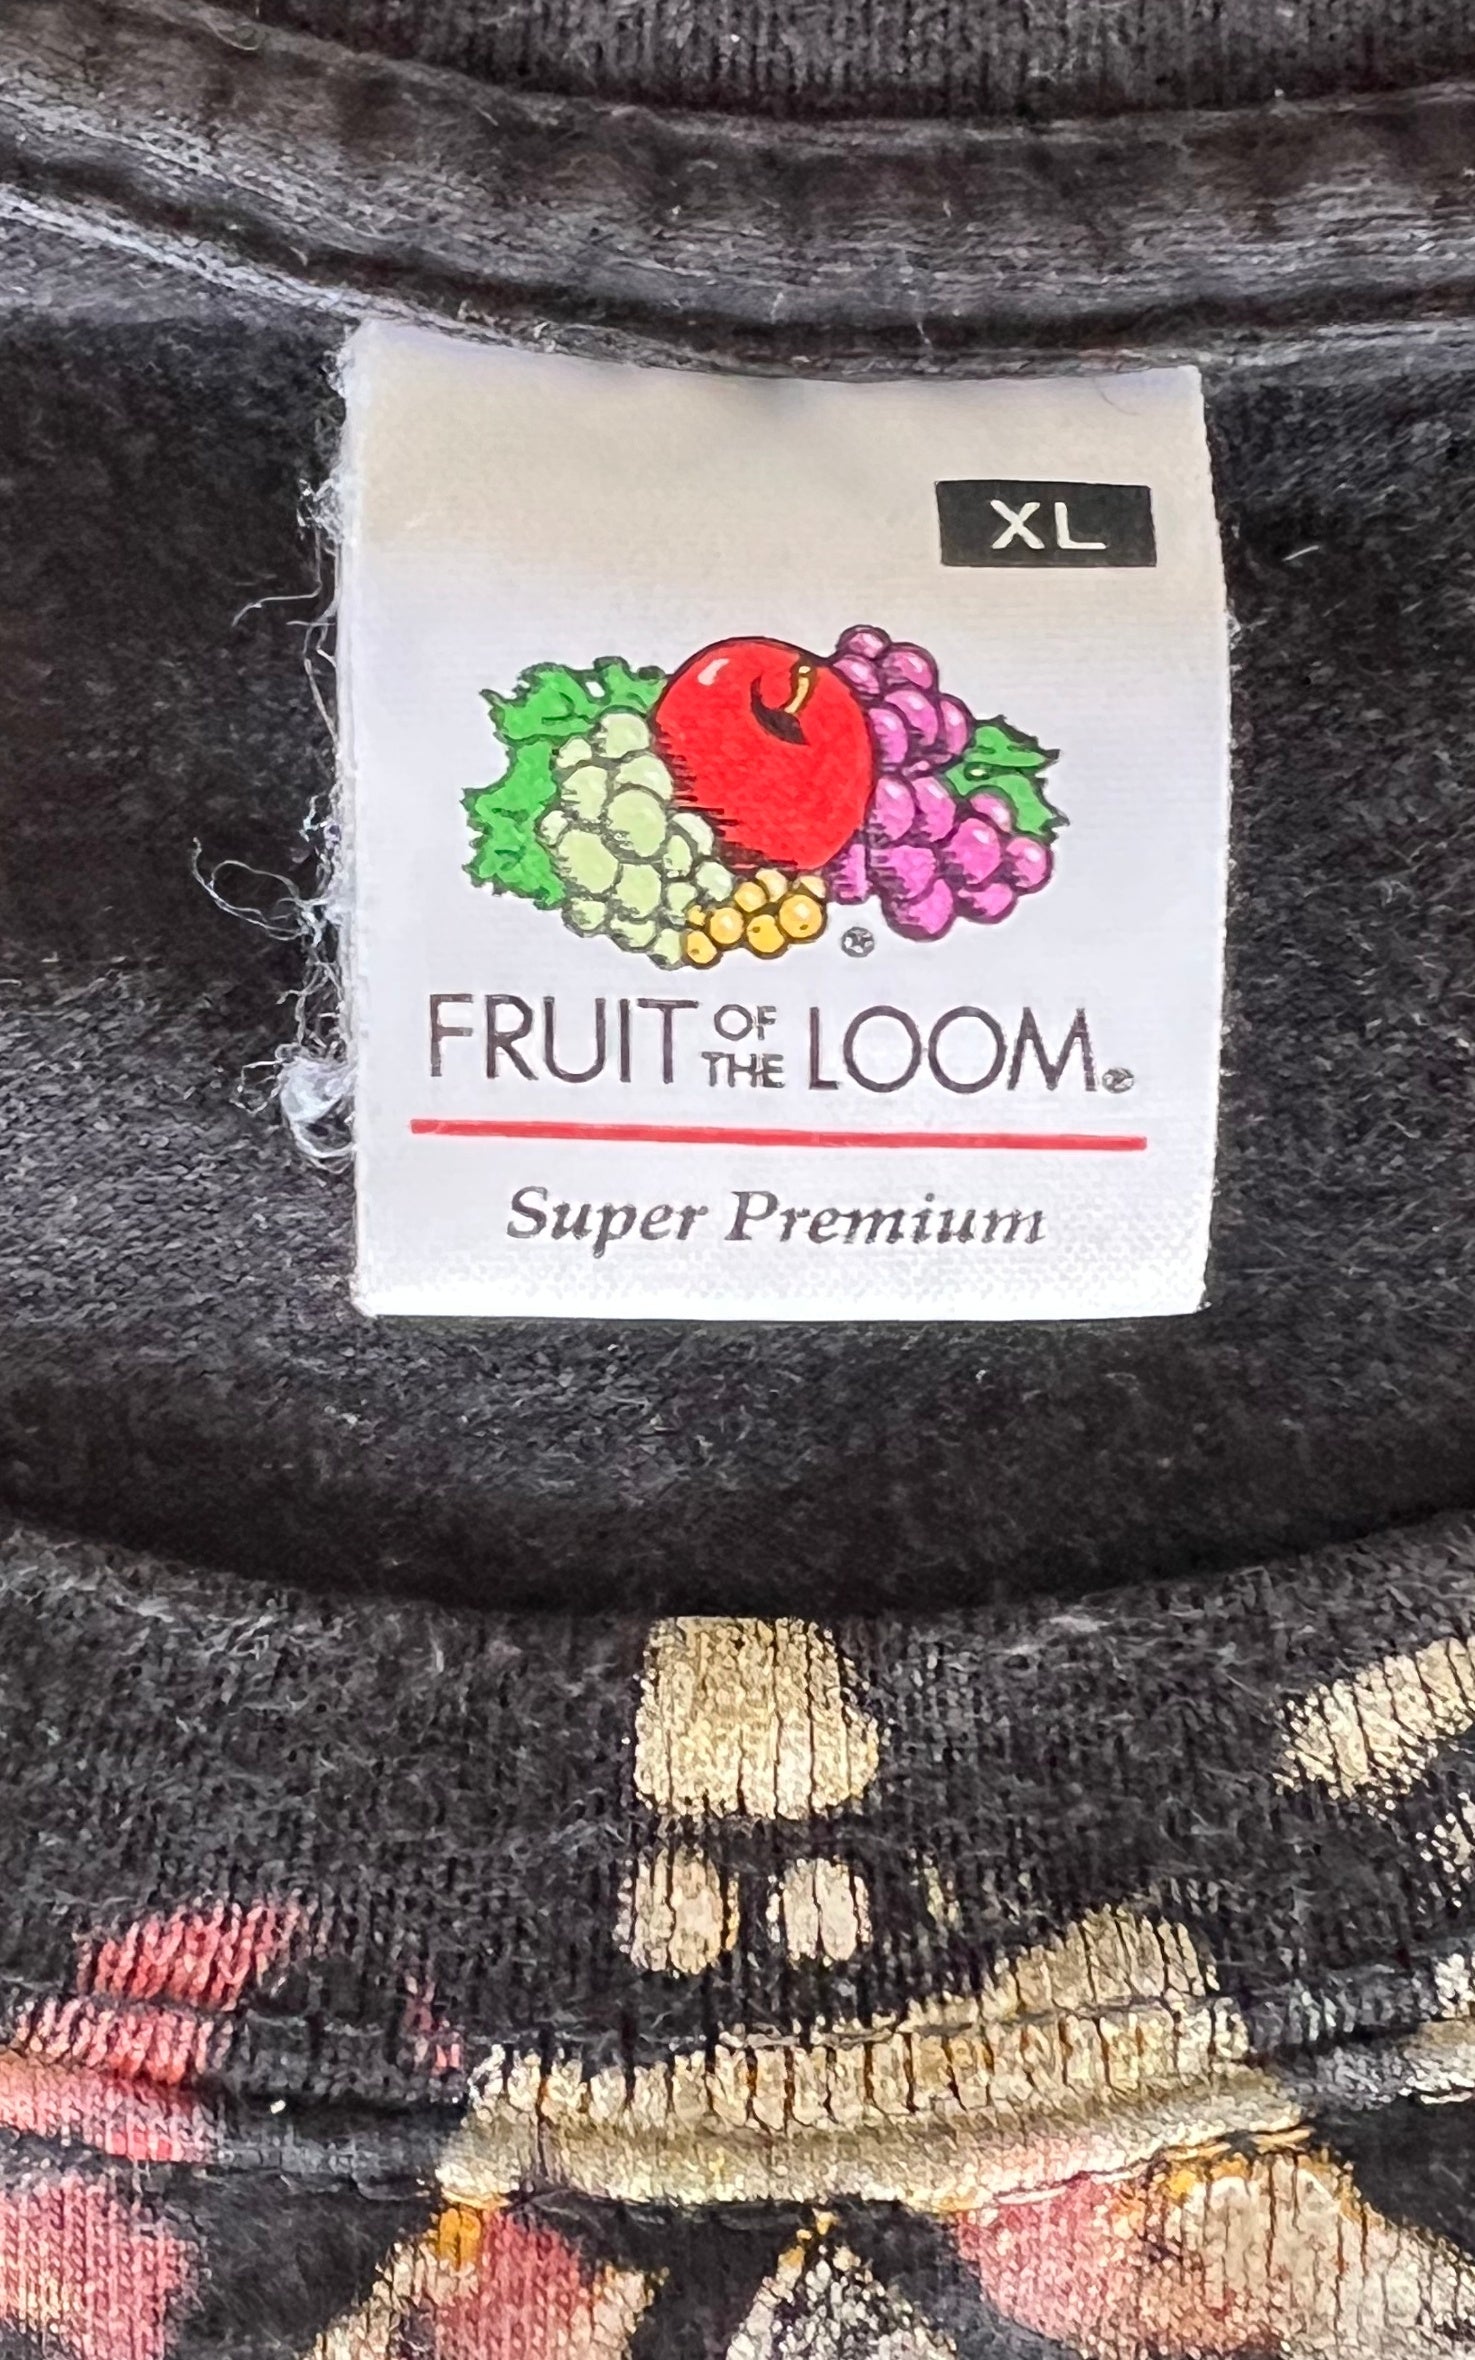 XL
®
FRUIT OF THE LOOM®
Super Premium